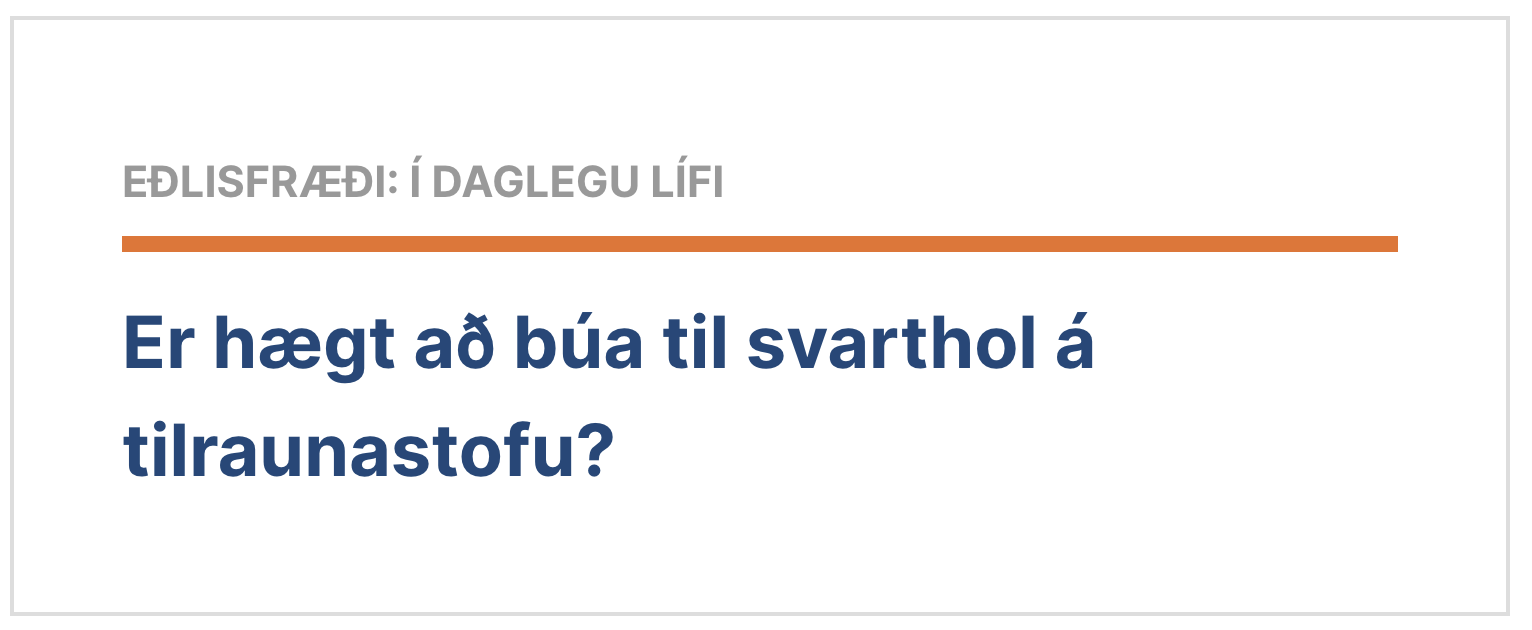 EÐLISFRÆÐI: Í DAGLEGU LÍFI
Er hægt að búa til svarthol á
tilraunastofu?